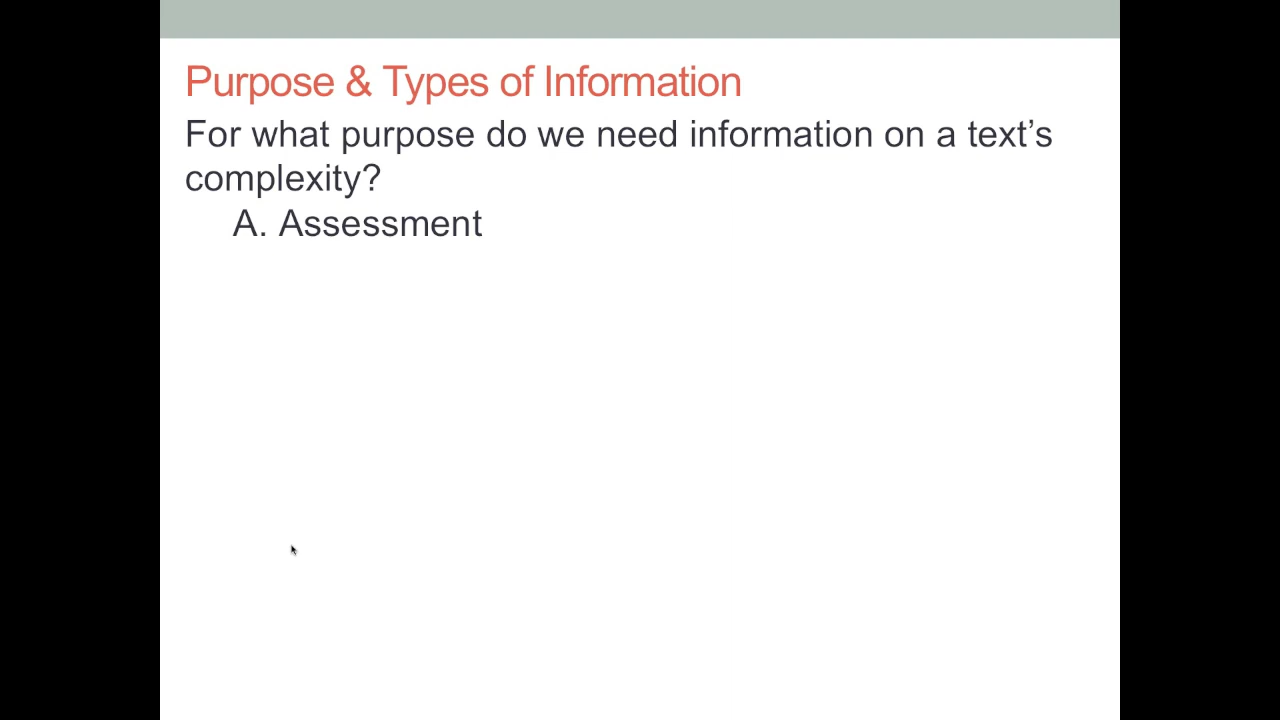 Purpose & Types of Information
For what purpose do we need information on a text’s
complexity?
A. Assessment